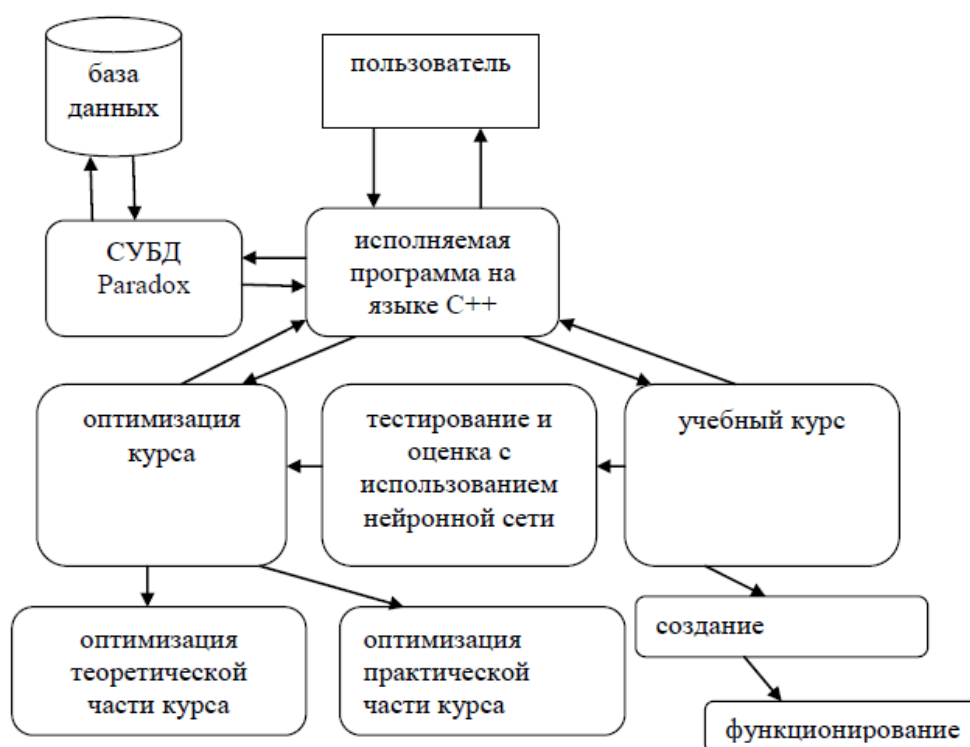 база
данных
пользователь
СУБД
Paradox
исполняемая
программа на
языке С++
оптимизация
курса
тестирование и
оценка с
использованием
нейронной сети
учебный курс
оптимизация
теоретической
части курса
оптимизация
практической
части курса
создание
функционирование